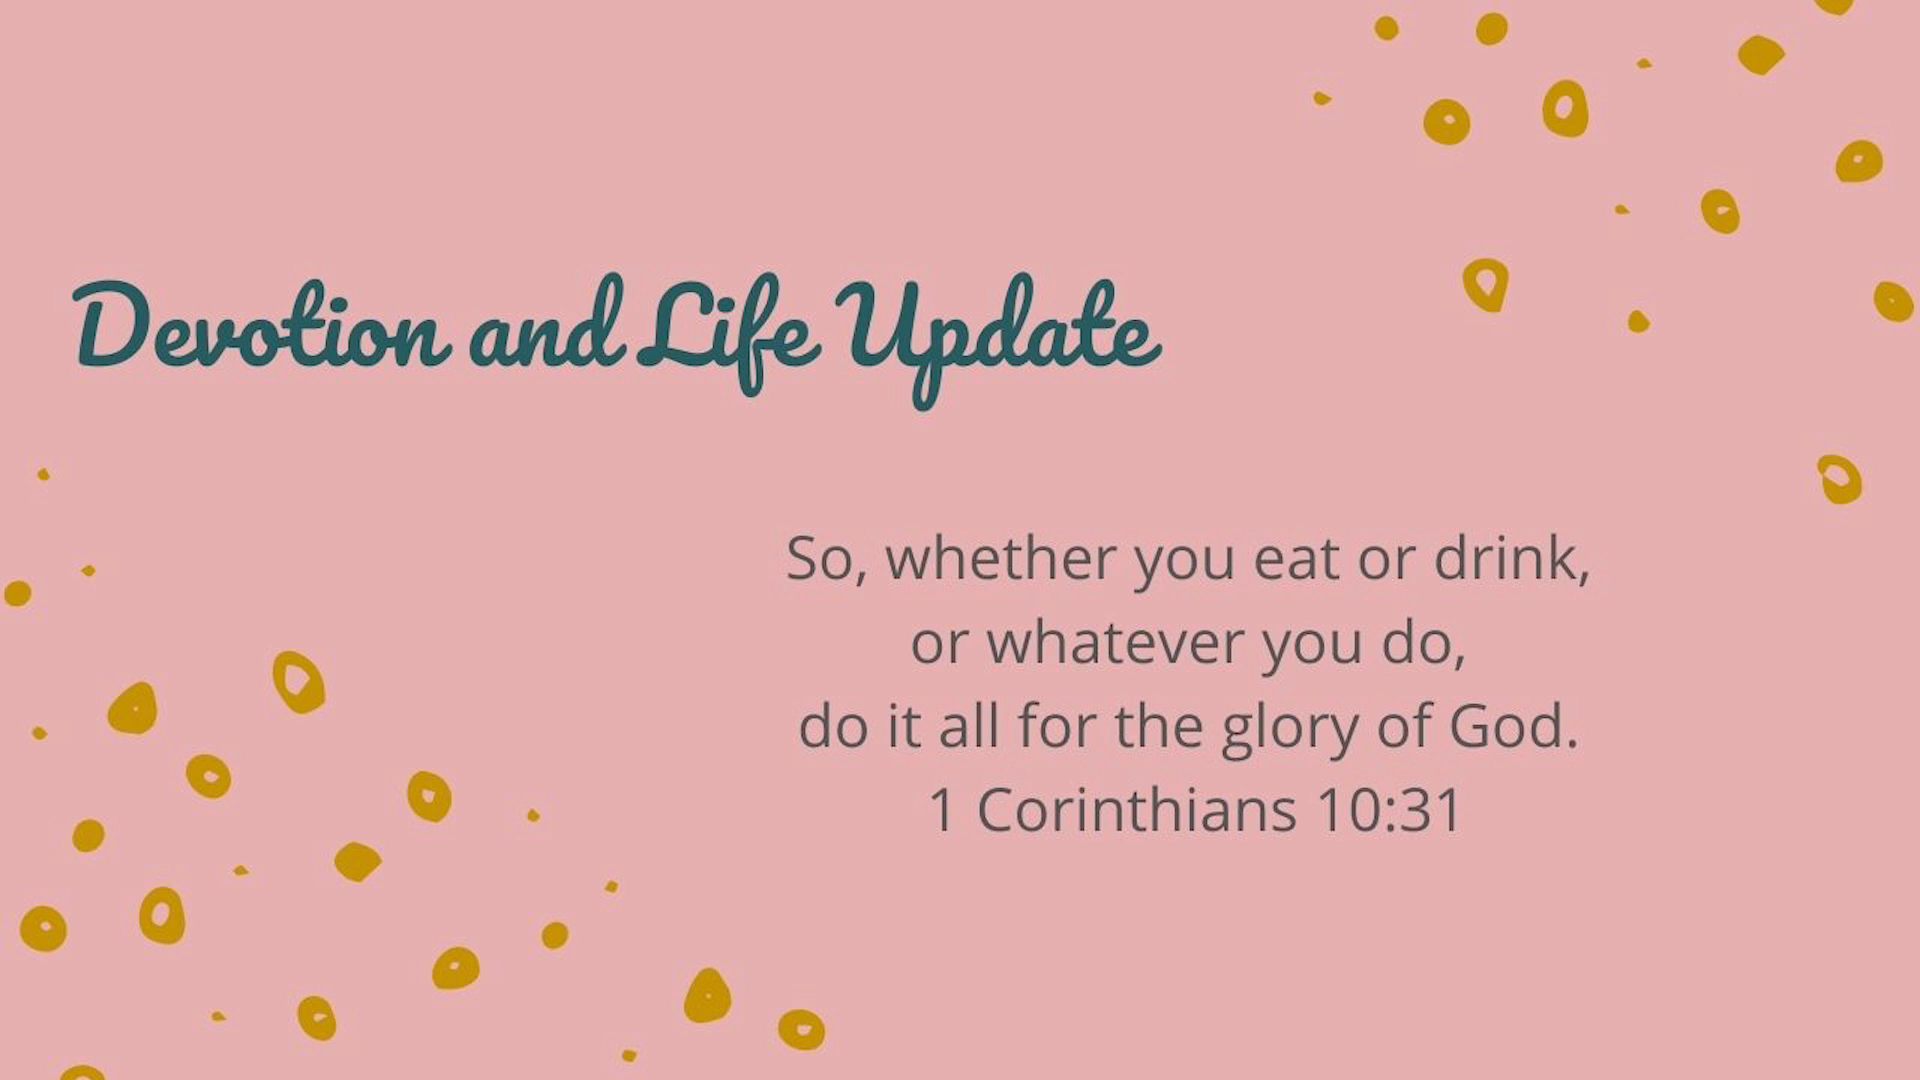 Devotion and Life Update
So, whether you eat or drink,
or whatever you do,
do it all for the glory of God.
1 Corinthians 10:31